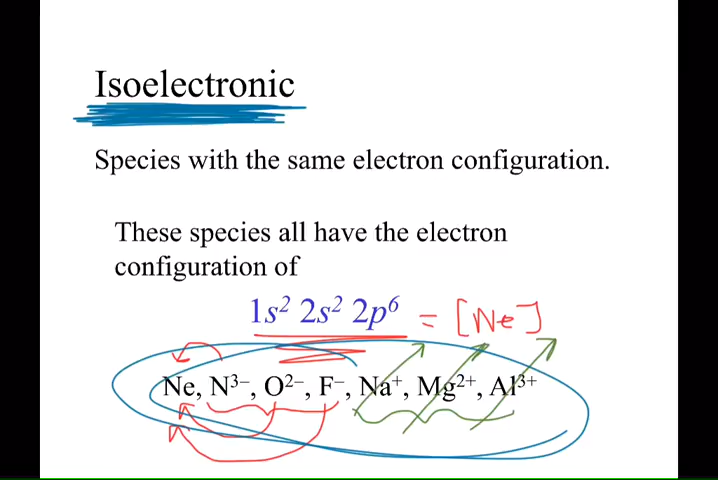 Isoelectronic
Species with the same electron configuration.
These species all have the electron
configuration of
1s² 2s² 2p⁶ = [Ne]
Ne, N³⁻, O²⁻, F⁻, Na⁺, Mg²⁺, Al³⁺